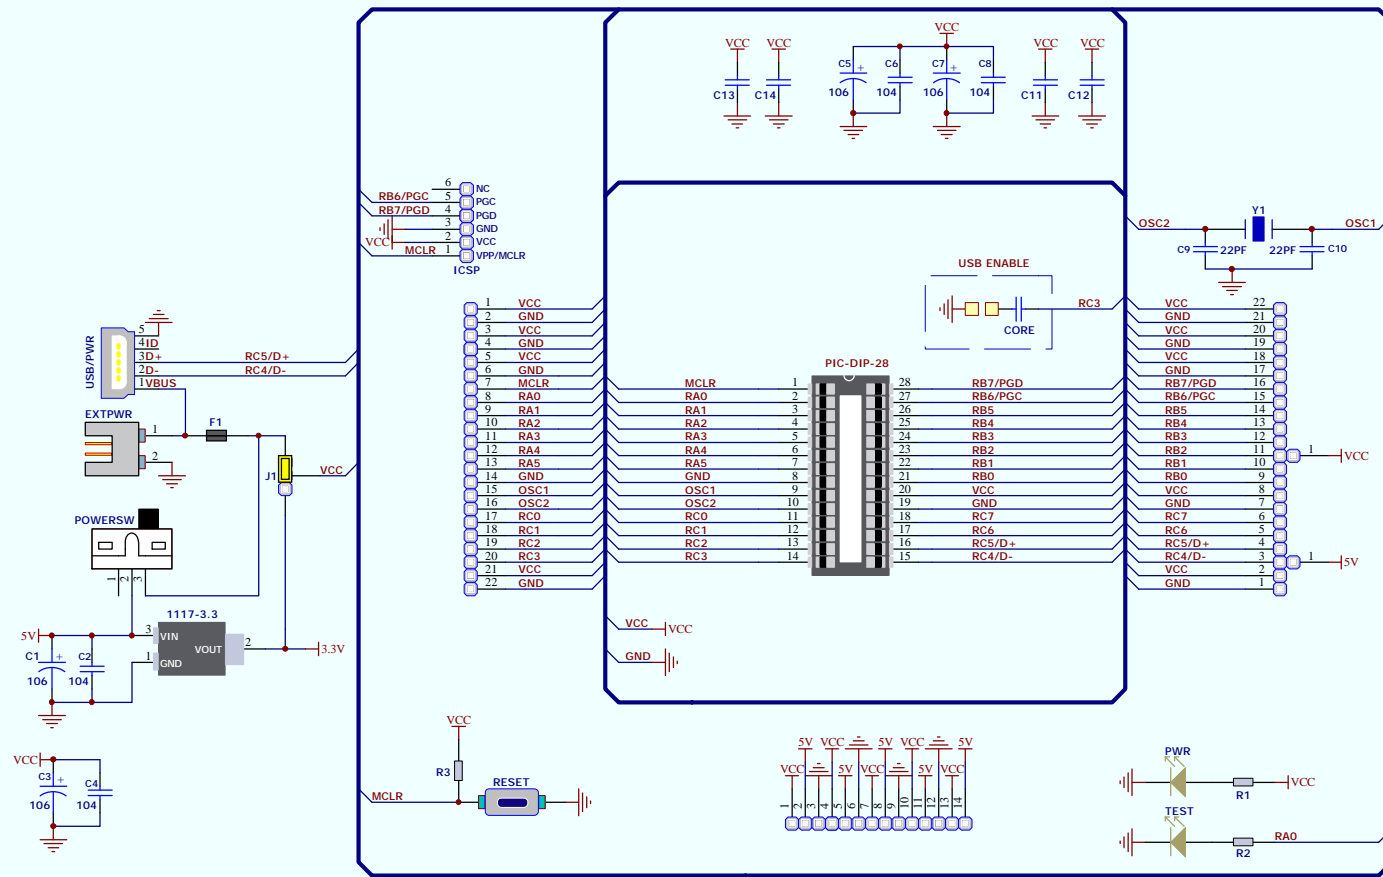 VCC
VCC VCC VCC VCC
C5 + C6 C7 + C8
106 104 106 104
C13 C14 C11 C12
6 NC
RB6/PGC 5 PGC
RB7/PGD 4 PGD
3 GND
VCC 2 VCC
MCLR 1 VPP/MCLR
ICSP
OSC2 Y1 OSC1
C9 22PF 22PF C10
USB ENABLE
RC3
CORE
USB/PWR
5
4 ID
3 D+ RC5/D+
2 D- RC4/D-
1 VBUS
EXTPWR
1
2
F1
J1
VCC
POWERSW
1 2 3
1117-3.3
5V 3 VIN
VOUT 2 3.3V
1 GND
C1 + C2
106 104
VCC
C3 + C4
106 104
1 VCC
2 GND
3 VCC
4 GND
5 VCC
6 GND
7 MCLR
8 RA0
9 RA1
10 RA2
11 RA3
12 RA4
13 RA5
14 GND
15 OSC1
16 OSC2
17 RC0
18 RC1
19 RC2
20 RC3
21 VCC
22 GND
PIC-DIP-28
MCLR 1 28 RB7/PGD
RA0 2 27 RB6/PGC
RA1 3 26 RB5
RA2 4 25 RB4
RA3 5 24 RB3
RA4 6 23 RB2
RA5 7 22 RB1
GND 8 21 RB0
OSC1 9 20 VCC
OSC2 10 19 GND
RC0 11 18 RC7
RC1 12 17 RC6
RC2 13 16 RC5/D+
RC3 14 15 RC4/D-
VCC 22
GND 21
VCC 20
GND 19
VCC 18
GND 17
RB7/PGD 16
RB6/PGC 15
RB5 14
RB4 13
RB3 12
RB2 11 1 VCC
RB1 10
RB0 9
VCC 8
GND 7
RC7 6
RC6 5
RC5/D+ 4
RC4/D- 3 1 5V
VCC 2
GND 1
VCC VCC
GND
VCC
R3
RESET
MCLR
5V VCC 5V VCC 5V
VCC 5V VCC 5V VCC
1 2 3 4 5 6 7 8 9 10 11 12 13 14
PWR
R1 VCC
TEST
R2 RA0